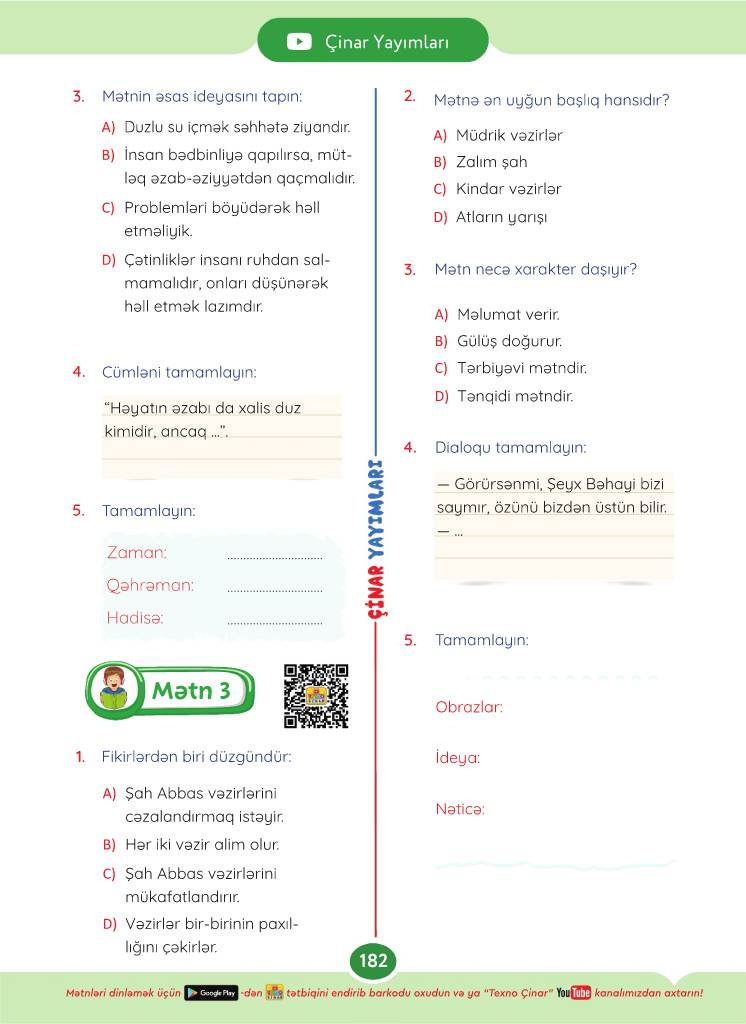 Çinar Yayımları
3. Mətnin əsas ideyasını tapın:
A) Duzlu su içmək səhhətə ziyandır.
B) İnsan bədbinliyə qapılırsa, müt-
ləq əzab-əziyyətdən qaçmalıdır.
C) Problemləri böyüdərək həll
etməliyik.
D) Çətinliklər insanı ruhdan sal-
mamalıdır, onları düşünərək
həll etmək lazımdır.
4. Cümləni tamamlayın:
“Həyatın əzabı da xalis duz
kimidir, ancaq ...”.
5. Tamamlayın:
Zaman: ..............................
Qəhrəman: ..............................
Hadisə: ..............................
Mətn 3
1. Fikirlərdən biri düzgündür:
A) Şah Abbas vəzirlərini
cəzalandırmaq istəyir.
B) Hər iki vəzir alim olur.
C) Şah Abbas vəzirlərini
mükafatlandırır.
D) Vəzirlər bir-birinin paxıl-
lığını çəkirlər.
ÇİNAR YAYIMLARI
2. Mətnə ən uyğun başlıq hansıdır?
A) Müdrik vəzirlər
B) Zalım şah
C) Kindar vəzirlər
D) Atların yarışı
3. Mətn necə xarakter daşıyır?
A) Məlumat verir.
B) Gülüş doğurur.
C) Tərbiyəvi mətndir.
D) Tənqidi mətndir.
4. Dialoqu tamamlayın:
— Görürsənmi, Şeyx Bəhayi bizi
saymır, özünü bizdən üstün bilir.
— ...
5. Tamamlayın:
Obrazlar:
İdeya:
Nəticə:
182
Mətnləri dinləmək üçün Google Play -dən tətbiqini endirib barkodu oxudun və ya “Texno Çinar” YouTube kanalımızdan axtarın!